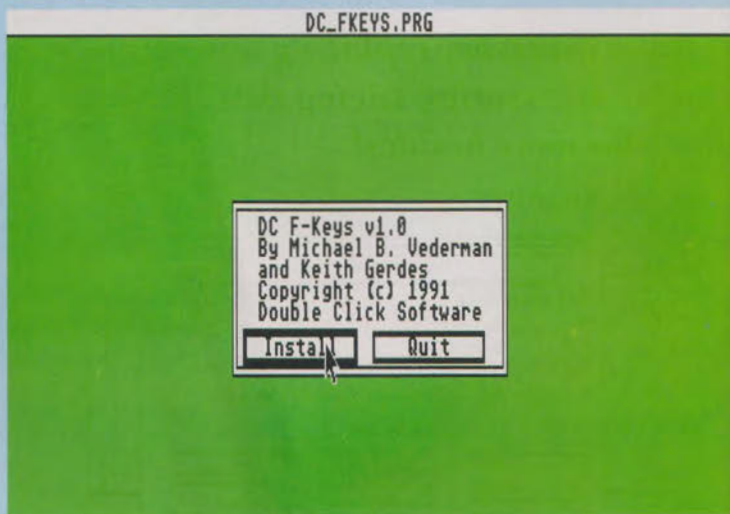 DC_FKEYS.PRG
DC F-Keys v1.0
By Michael B. Vederman
and Keith Gerdes
Copyright (c) 1991
Double Click Software
Install
Quit